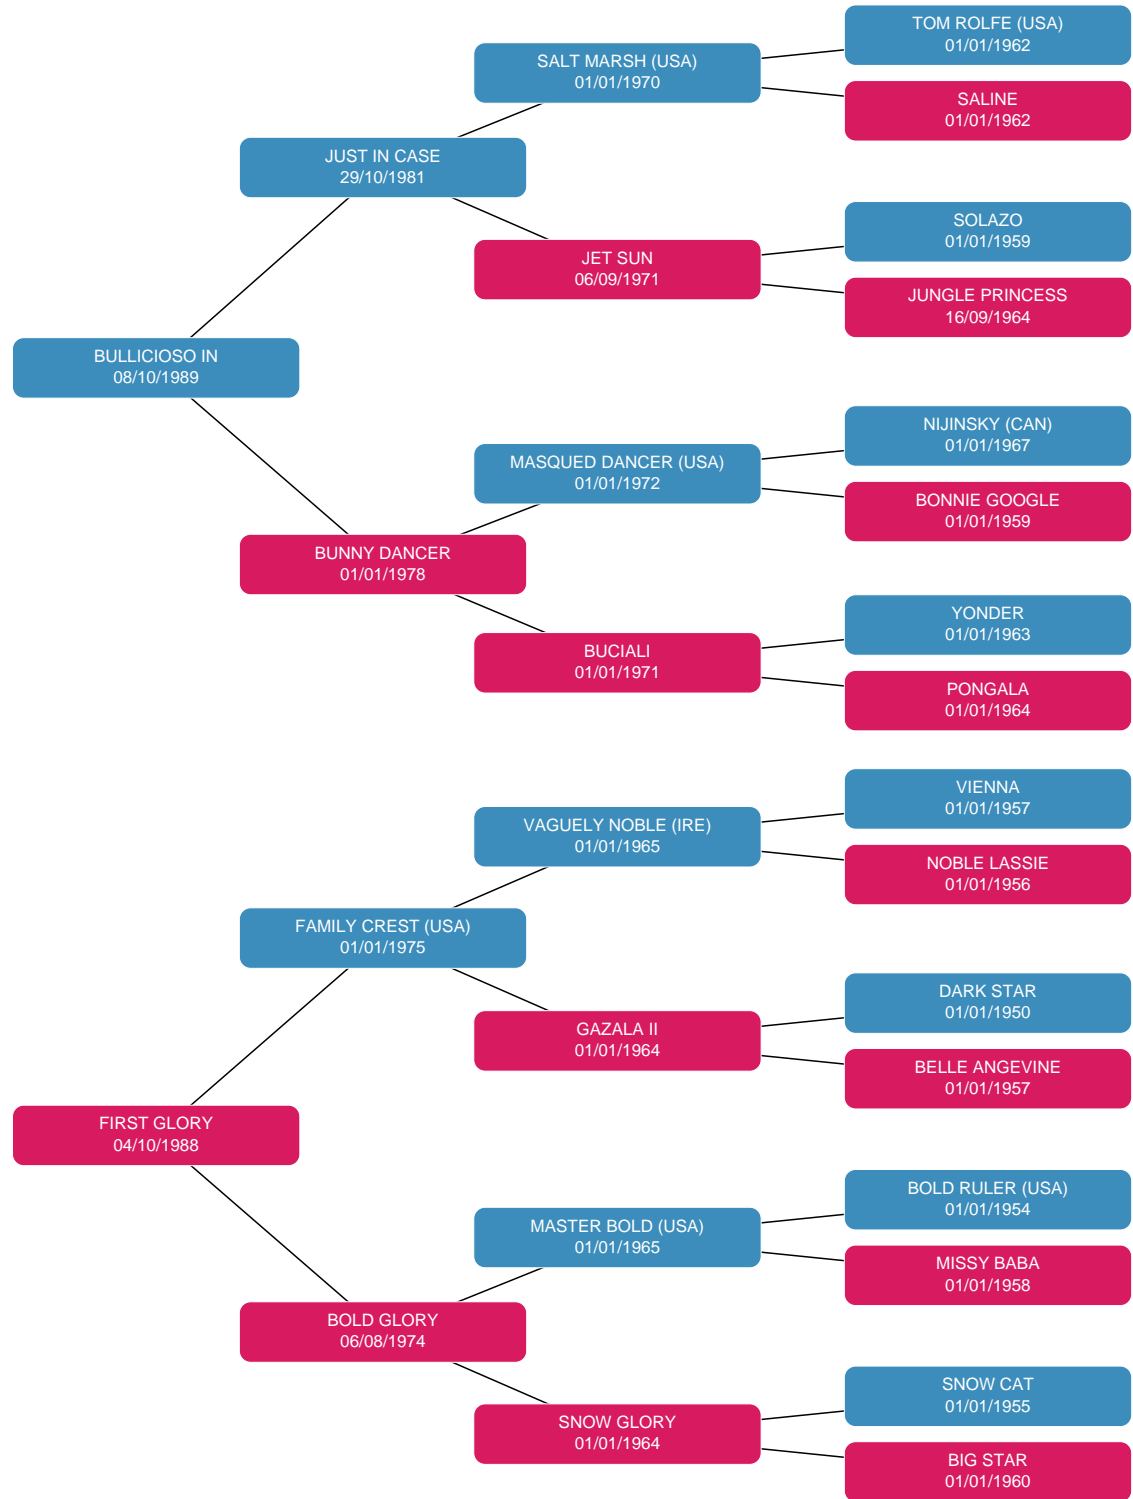 TOM ROLFE (USA)
01/01/1962
SALT MARSH (USA)
01/01/1970
SALINE
01/01/1962
JUST IN CASE
29/10/1981
SOLAZO
01/01/1959
JET SUN
06/09/1971
JUNGLE PRINCESS
16/09/1964
BULLICIOSO IN
08/10/1989
NIJINSKY (CAN)
01/01/1967
MASQUED DANCER (USA)
01/01/1972
BONNIE GOOGLE
01/01/1959
BUNNY DANCER
01/01/1978
YONDER
01/01/1963
BUCIALI
01/01/1971
PONGALA
01/01/1964
VIENNA
01/01/1957
VAGUELY NOBLE (IRE)
01/01/1965
NOBLE LASSIE
01/01/1956
FAMILY CREST (USA)
01/01/1975
DARK STAR
01/01/1950
GAZALA II
01/01/1964
BELLE ANGEVINE
01/01/1957
FIRST GLORY
04/10/1988
BOLD RULER (USA)
01/01/1954
MASTER BOLD (USA)
01/01/1965
MISSY BABA
01/01/1958
BOLD GLORY
06/08/1974
SNOW CAT
01/01/1955
SNOW GLORY
01/01/1964
BIG STAR
01/01/1960